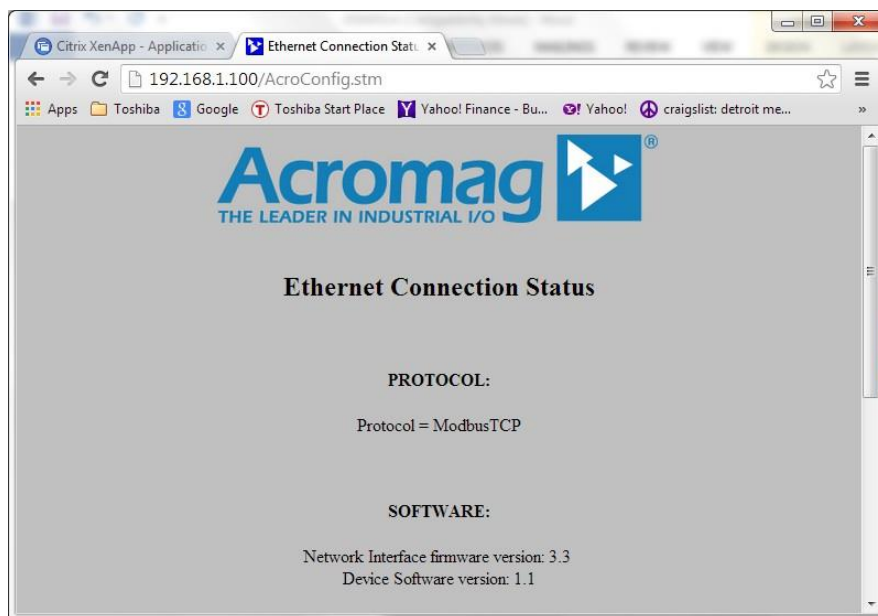 Citrix XenApp - Applicatio
Ethernet Connection Statu
192.168.1.100/AcroConfig.stm
Apps
Toshiba
Google
Toshiba Start Place
Yahoo! Finance - Bu...
Yahoo!
craigslist: detroit me...
»
Acromag®
THE LEADER IN INDUSTRIAL I/O
Ethernet Connection Status
PROTOCOL:
Protocol = ModbusTCP
SOFTWARE:
Network Interface firmware version: 3.3
Device Software version: 1.1